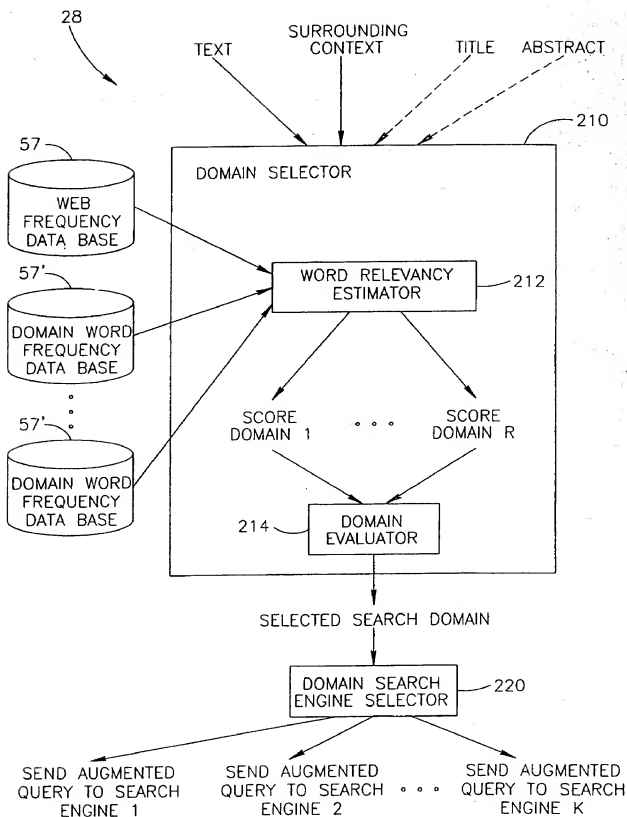 28
TEXT
SURROUNDING
CONTEXT
TITLE
ABSTRACT
210
57
WEB
FREQUENCY
DATA BASE
DOMAIN SELECTOR
WORD RELEVANCY
ESTIMATOR
212
57'
DOMAIN WORD
FREQUENCY
DATA BASE
57'
DOMAIN WORD
FREQUENCY
DATA BASE
SCORE
DOMAIN 1
SCORE
DOMAIN R
214
DOMAIN
EVALUATOR
SELECTED SEARCH DOMAIN
DOMAIN SEARCH
ENGINE SELECTOR
220
SEND AUGMENTED
QUERY TO SEARCH
ENGINE 1
SEND AUGMENTED
QUERY TO SEARCH
ENGINE 2
SEND AUGMENTED
QUERY TO SEARCH
ENGINE K